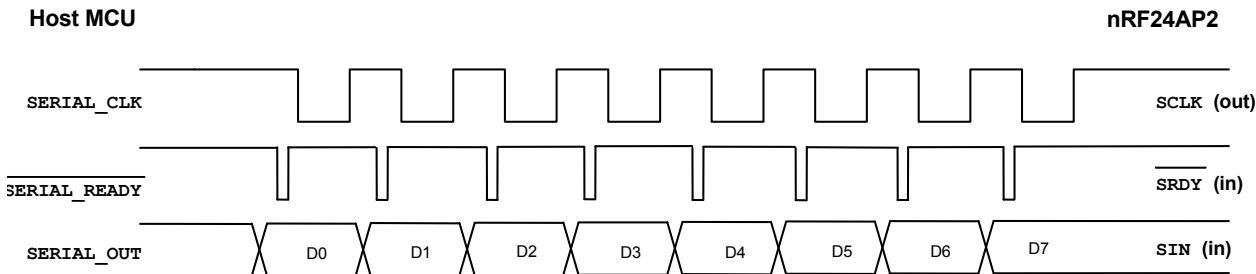 Host MCU nRF24AP2
SERIAL_CLK SCLK (out)
SERIAL_READY SRDY (in)
SERIAL_OUT D0 D1 D2 D3 D4 D5 D6 D7 SIN (in)